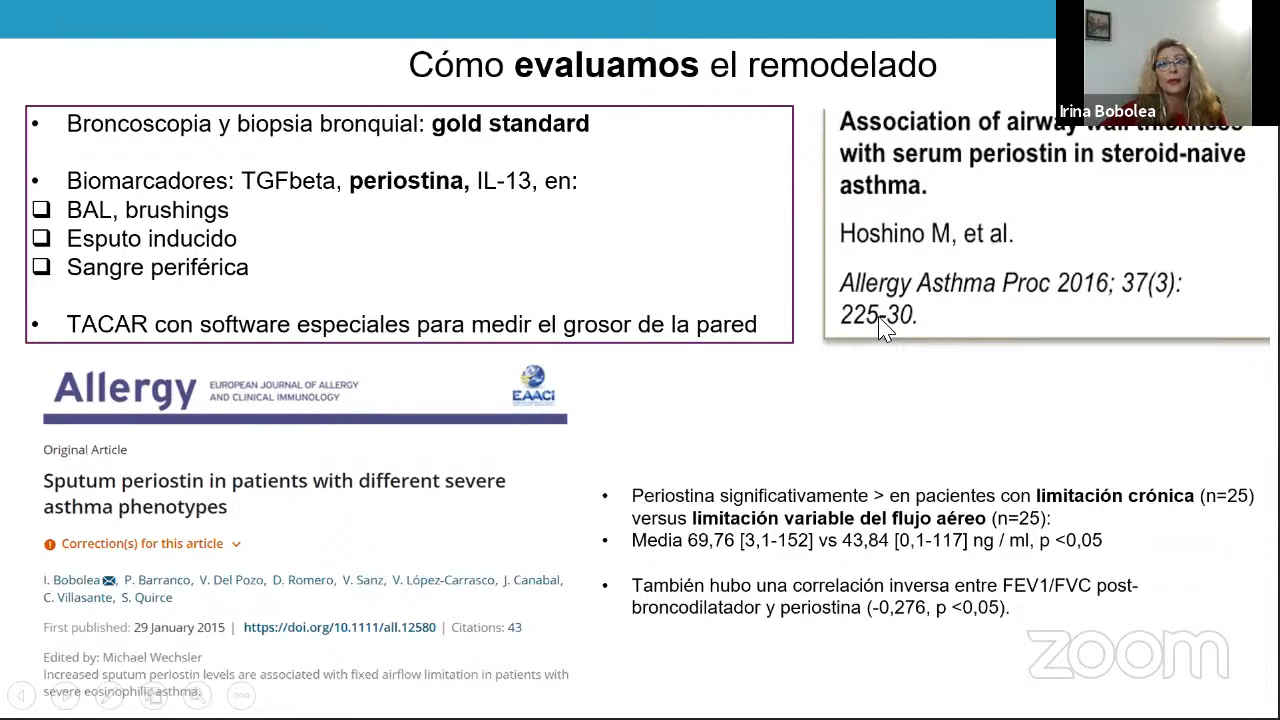 Cómo evaluamos el remodelado
Irina Bobolea
• Broncoscopia y biopsia bronquial: gold standard
• Biomarcadores: TGFbeta, periostina, IL-13, en:
❑ BAL, brushings
❑ Esputo inducido
❑ Sangre periférica
• TACAR con software especiales para medir el grosor de la pared
Association of airway wall thickness
with serum periostin in steroid-naive
asthma.
Hoshino M, et al.
Allergy Asthma Proc 2016; 37(3):
225-30.
Allergy
EUROPEAN JOURNAL OF ALLERGY
AND CLINICAL IMMUNOLOGY
EAACI
Original Article
Sputum periostin in patients with different severe
asthma phenotypes
Correction(s) for this article
I. Bobolea, P. Barranco, V. Del Pozo, D. Romero, V. Sanz, V. López-Carrasco, J. Canabal,
C. Villasante, S. Quirce
First published: 29 January 2015 | https://doi.org/10.1111/all.12580 | Citations: 43
Edited by: Michael Wechsler
Increased sputum periostin levels are associated with fixed airflow limitation in patients with
severe eosinophilic asthma.
• Periostina significativamente > en pacientes con limitación crónica (n=25)
versus limitación variable del flujo aéreo (n=25):
• Media 69,76 [3,1-152] vs 43,84 [0,1-117] ng / ml, p <0,05
• También hubo una correlación inversa entre FEV1/FVC post-
broncodilatador y periostina (-0,276, p <0,05).
zoom